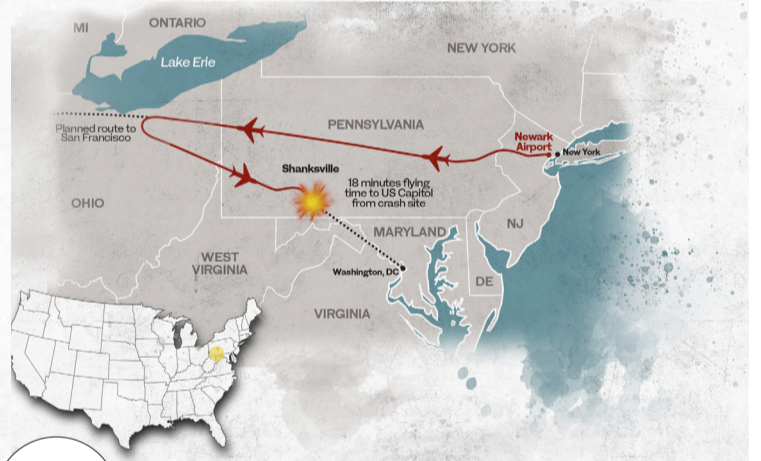 MI
ONTARIO
NEW YORK
Lake Erie
Planned route to
San Francisco
PENNSYLVANIA
Newark
Airport
New York
Shanksville
18 minutes flying
time to US Capitol
from crash site
OHIO
MARYLAND
NJ
WEST
VIRGINIA
Washington, DC
DE
VIRGINIA